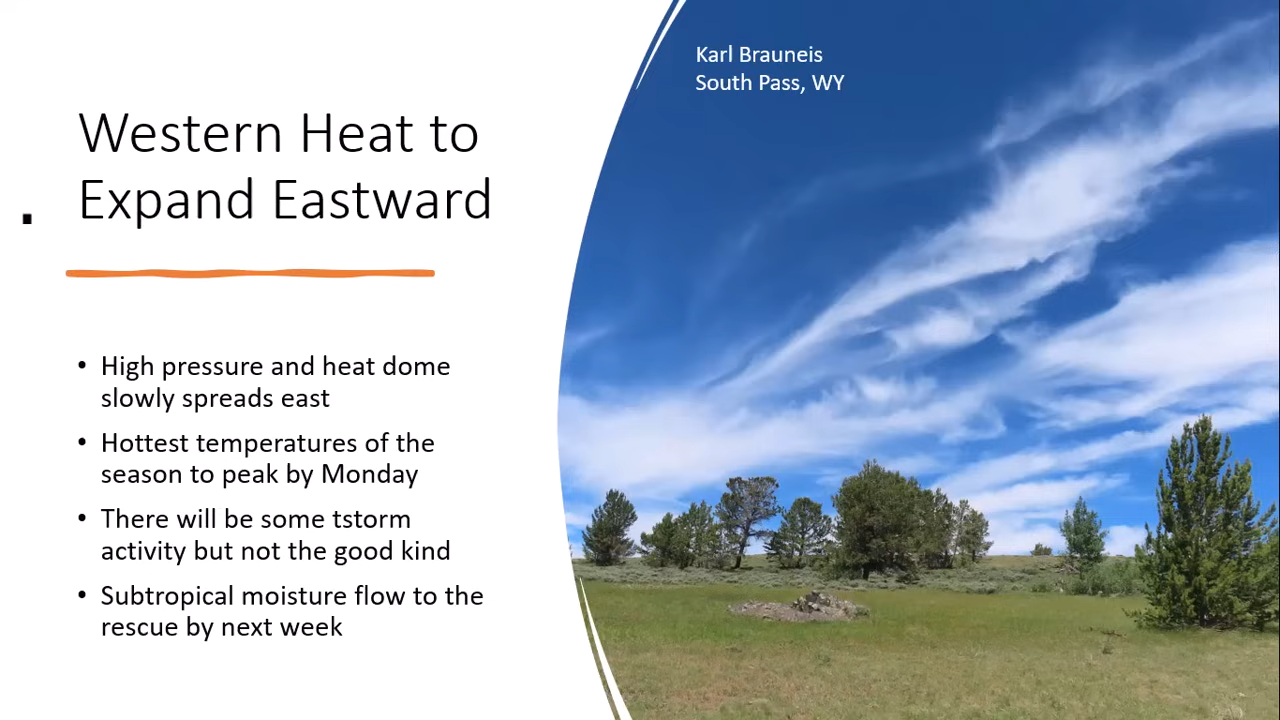 Karl Brauneis
South Pass, WY
Western Heat to
Expand Eastward
.
• High pressure and heat dome
slowly spreads east
• Hottest temperatures of the
season to peak by Monday
• There will be some tstorm
activity but not the good kind
• Subtropical moisture flow to the
rescue by next week